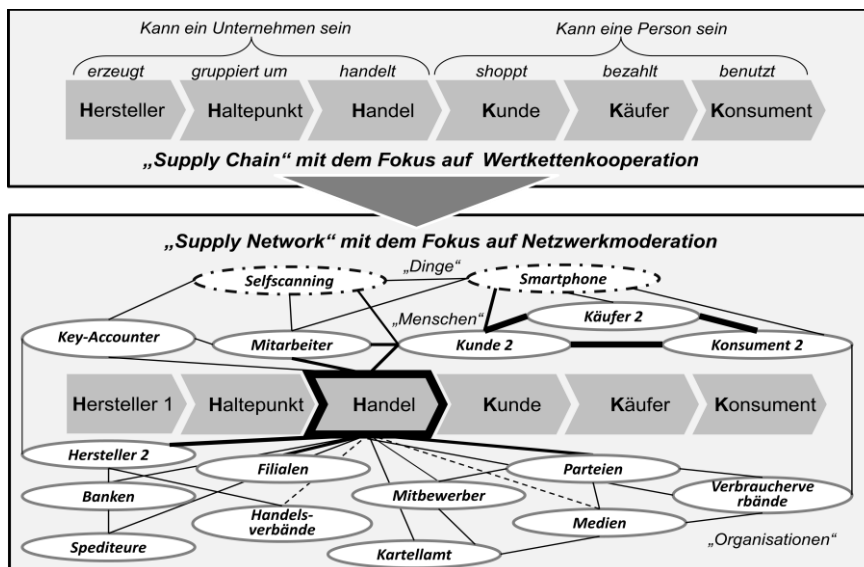 Kann ein Unternehmen sein
Kann eine Person sein
erzeugt gruppiert um handelt shoppt bezahlt benutzt
Hersteller Haltepunkt Handel Kunde Käufer Konsument
„Supply Chain“ mit dem Fokus auf Wertkettenkooperation
„Supply Network“ mit dem Fokus auf Netzwerkmoderation
Selfscanning
„Dinge“
Smartphone
Key-Accounter
Mitarbeiter
„Menschen“
Kunde 2
Käufer 2
Konsument 2
Hersteller 1 Haltepunkt Handel Kunde Käufer Konsument
Hersteller 2
Filialen
Parteien
Banken
Mitbewerber
Verbraucherve
rbände
Handels-
verbände
Medien
Spediteure
Kartellamt
„Organisationen“